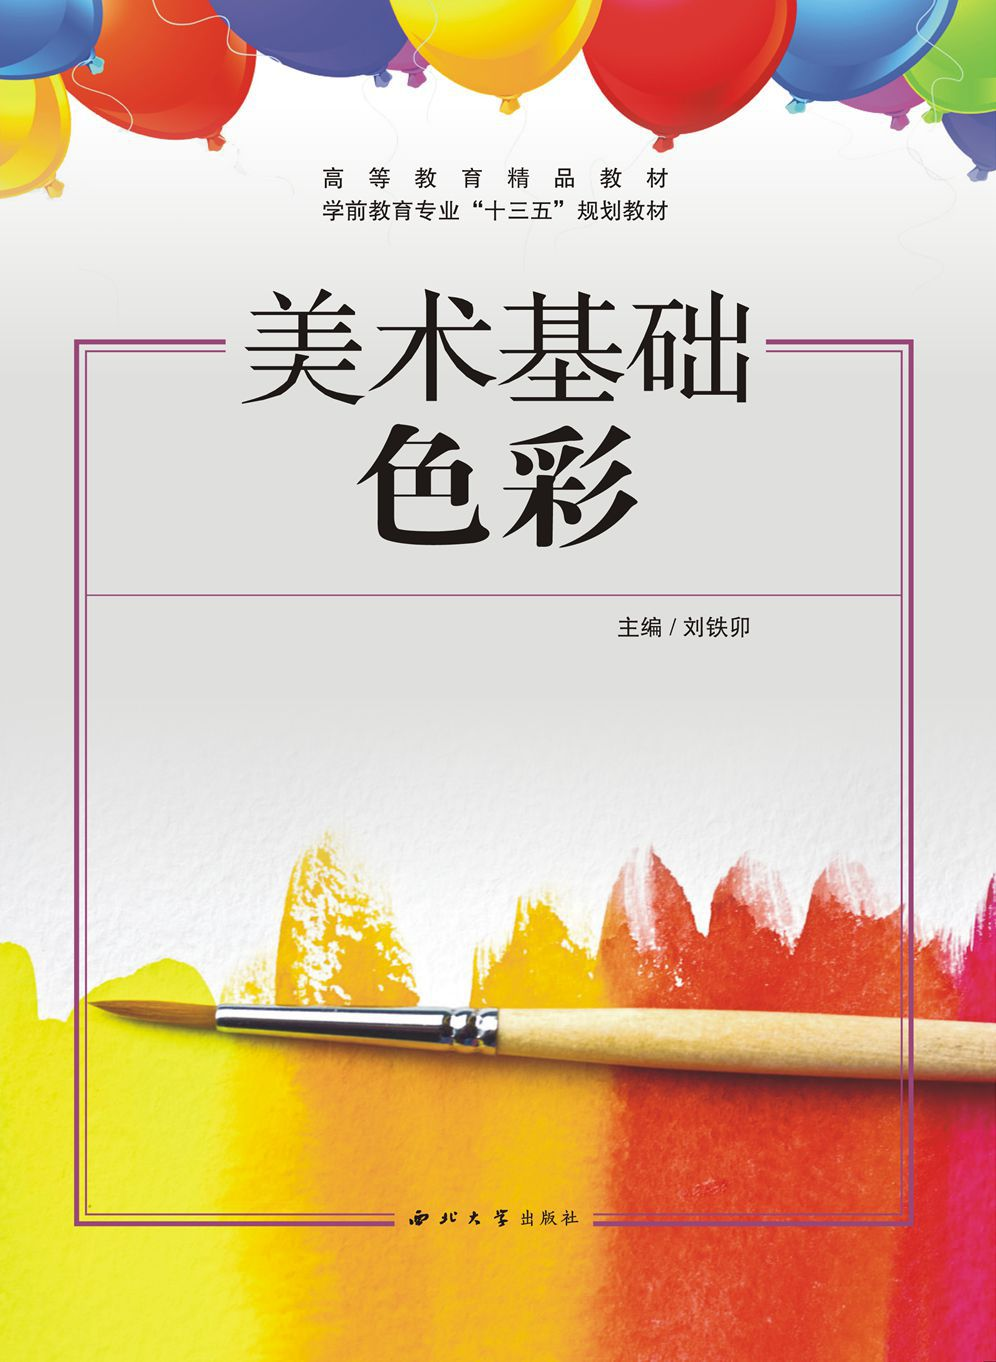 高等教育精品教材
学前教育专业“十三五”规划教材
美术基础
色彩
主编/刘铁卯
西北大学出版社